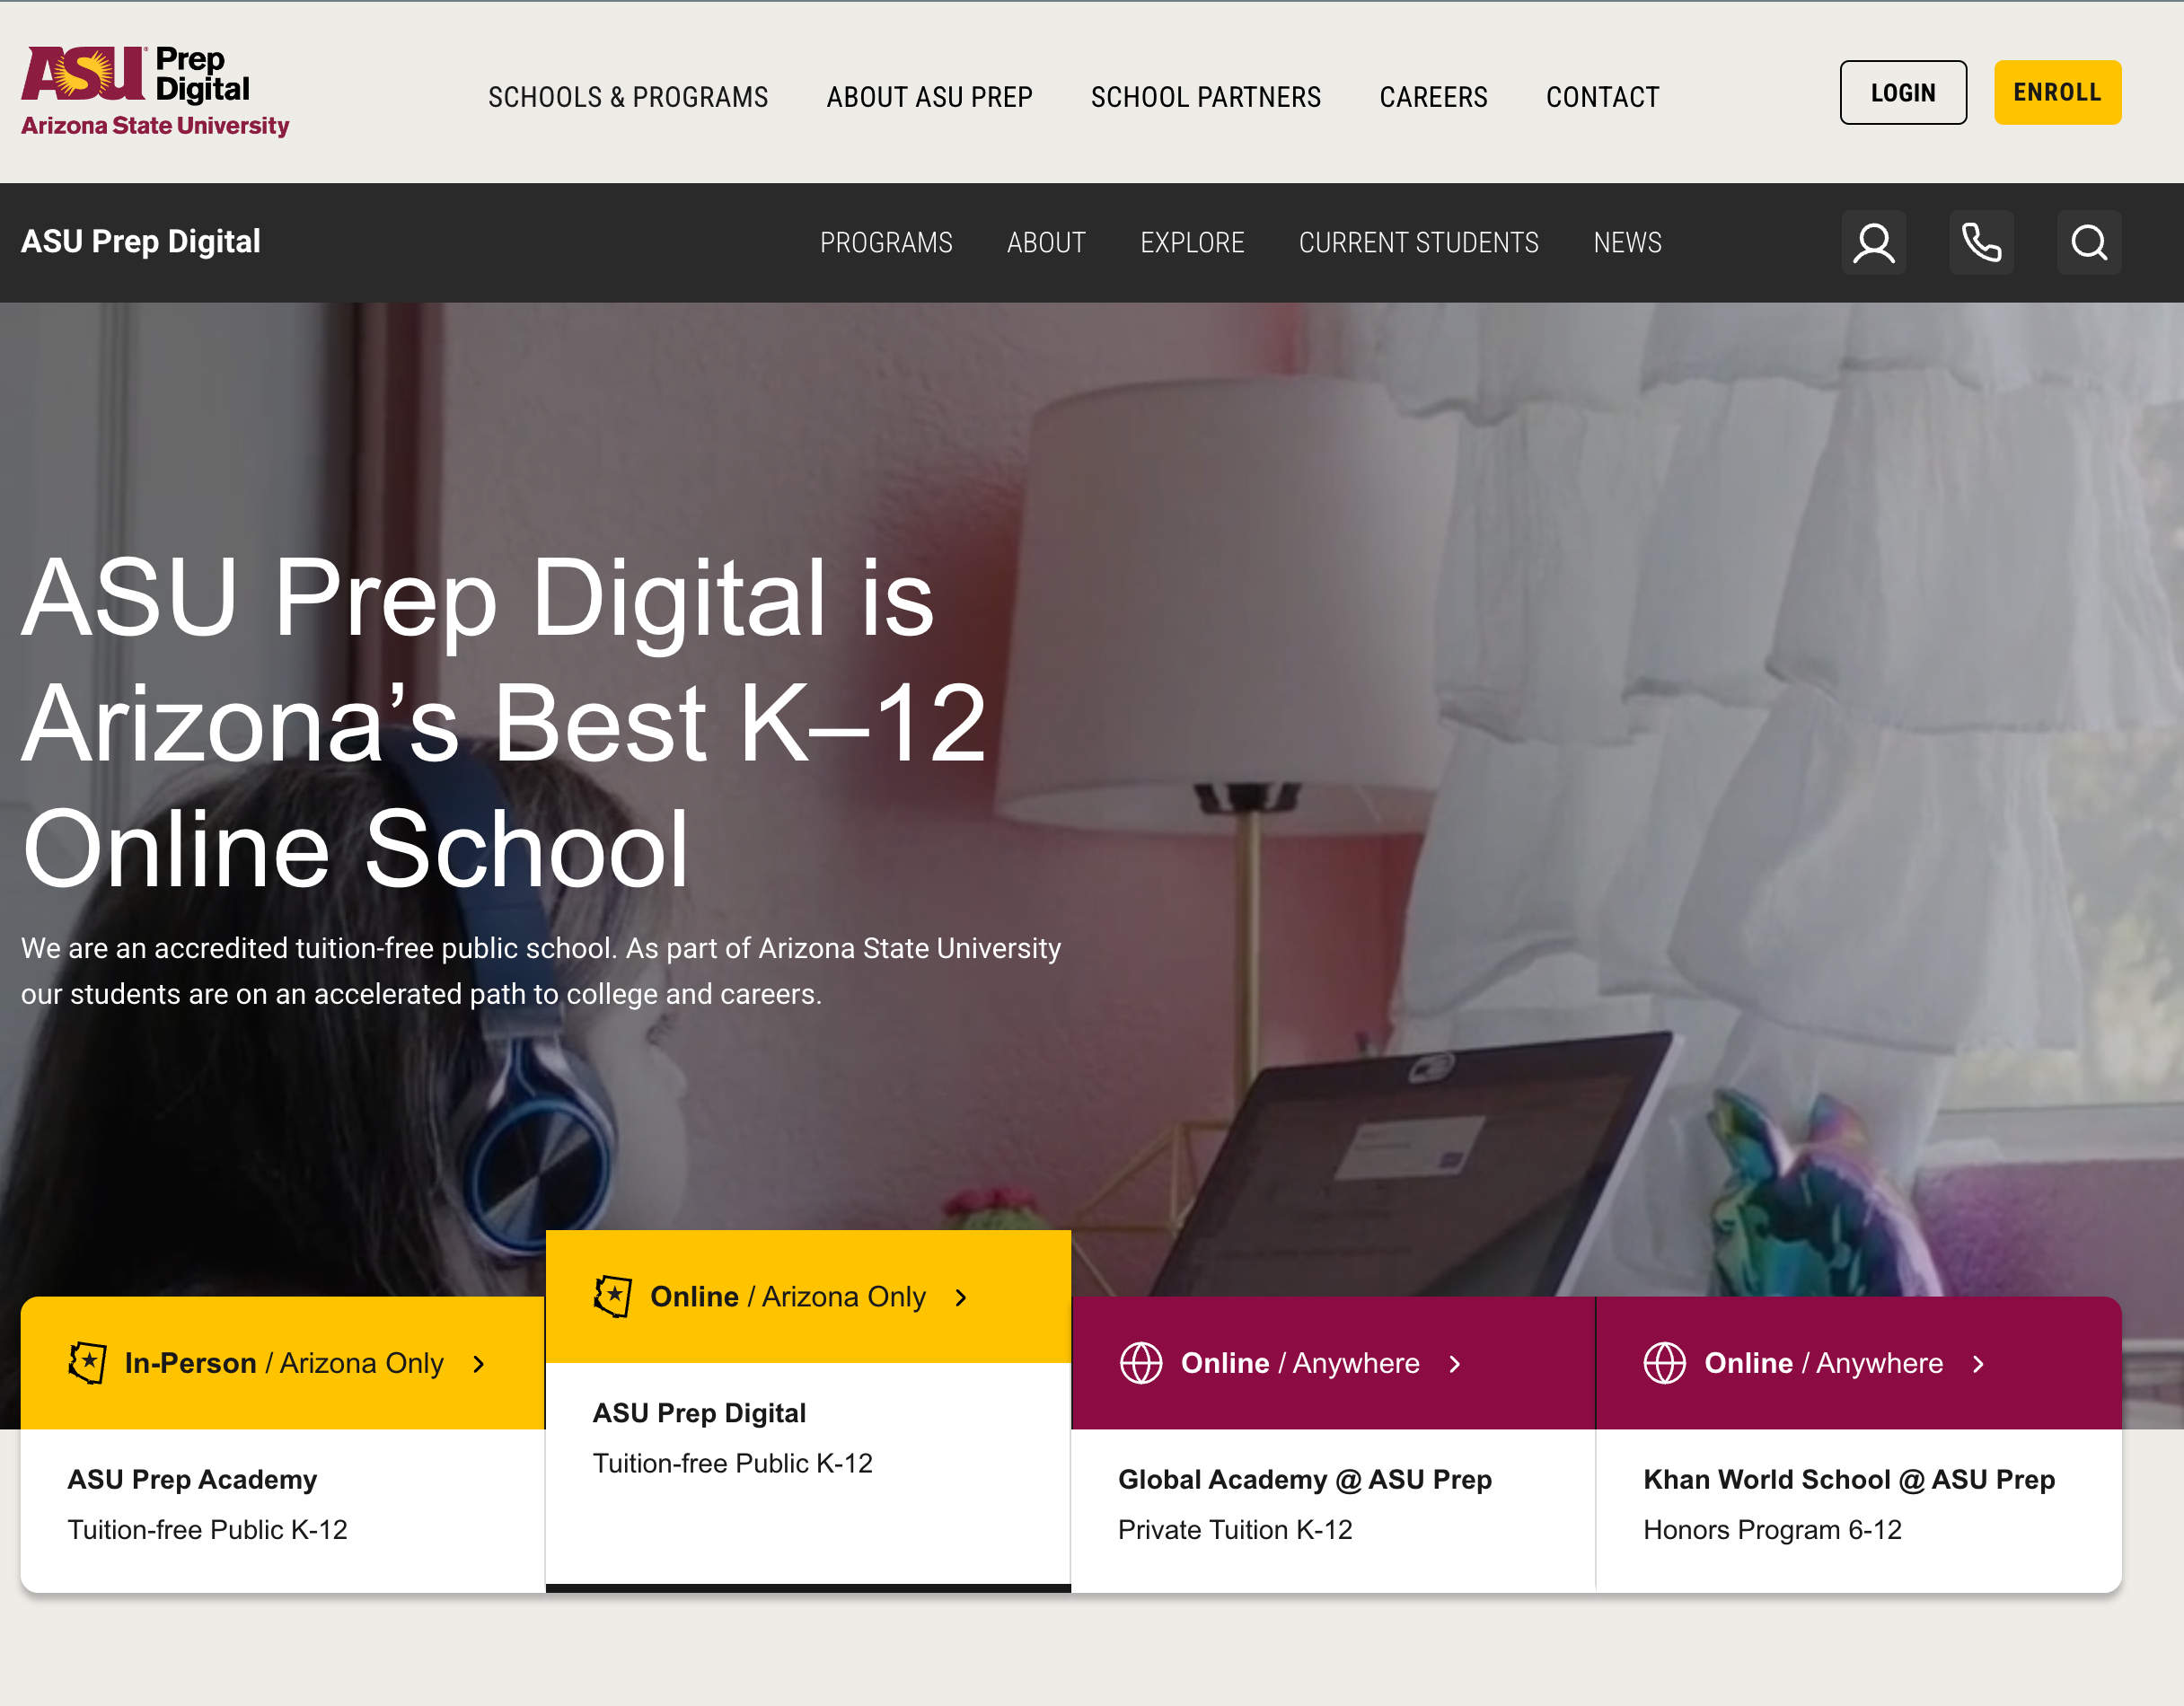 ASU Prep Digital
Arizona State University
SCHOOLS & PROGRAMS
ABOUT ASU PREP
SCHOOL PARTNERS
CAREERS
CONTACT
LOGIN
ENROLL
ASU Prep Digital
PROGRAMS
ABOUT
EXPLORE
CURRENT STUDENTS
NEWS
ASU Prep Digital is
Arizona’s Best K–12
Online School
We are an accredited tuition-free public school. As part of Arizona State University
our students are on an accelerated path to college and careers.
In-Person / Arizona Only
ASU Prep Academy
Tuition-free Public K-12
Online / Arizona Only
ASU Prep Digital
Tuition-free Public K-12
Online / Anywhere
Global Academy @ ASU Prep
Private Tuition K-12
Online / Anywhere
Khan World School @ ASU Prep
Honors Program 6-12